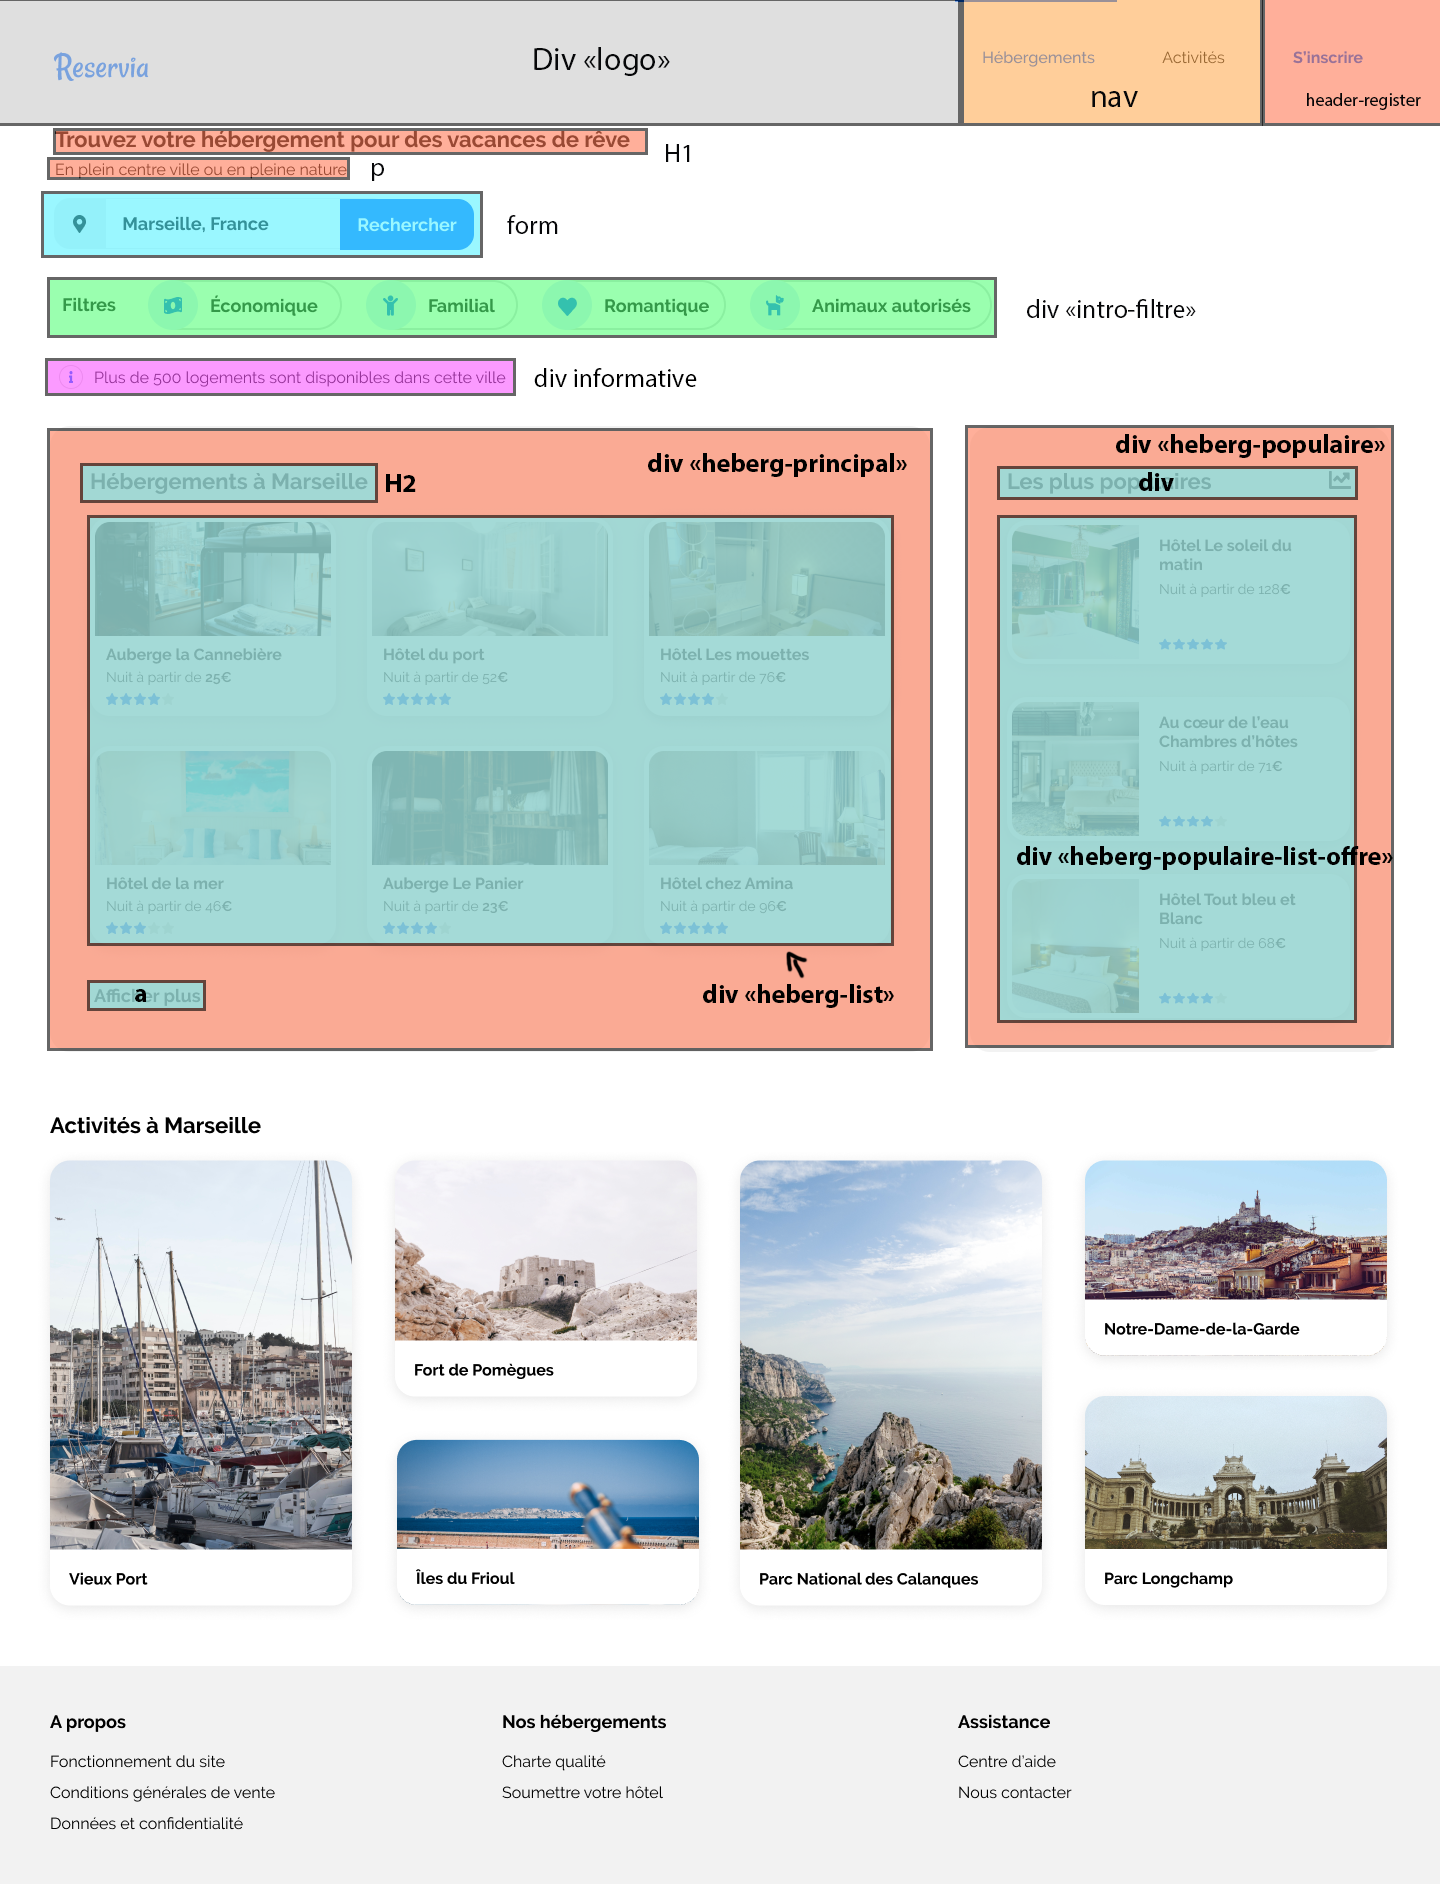 Reservia
Div «logo»
Hébergements
Activités
nav
S'inscrire
header-register
Trouvez votre hébergement pour des vacances de rêve
H1
En plein centre ville ou en pleine nature
p
Marseille, France
Rechercher
form
Filtres
Économique
Familial
Romantique
Animaux autorisés
div «intro-filtre»
Plus de 500 logements sont disponibles dans cette ville
div informative
div «heberg-principal»
Hébergements à Marseille
H2
Auberge la Cannebière
Nuit à partir de 25€
Hôtel du port
Nuit à partir de 52€
Hôtel Les mouettes
Nuit à partir de 76€
Hôtel de la mer
Nuit à partir de 46€
Auberge Le Panier
Nuit à partir de 23€
Hôtel chez Amina
Nuit à partir de 96€
Afficher plus
a
div «heberg-list»
div «heberg-populaire»
Les plus populaires
div
Hôtel Le soleil du
matin
Nuit à partir de 128€
Au cœur de l'eau
Chambres d'hôtes
Nuit à partir de 71€
div «heberg-populaire-list-offre»
Hôtel Tout bleu et
Blanc
Nuit à partir de 68€
Activités à Marseille
Vieux Port
Fort de Pomègues
Îles du Frioul
Parc National des Calanques
Notre-Dame-de-la-Garde
Parc Longchamp
A propos
Fonctionnement du site
Conditions générales de vente
Données et confidentialité
Nos hébergements
Charte qualité
Soumettre votre hôtel
Assistance
Centre d'aide
Nous contacter